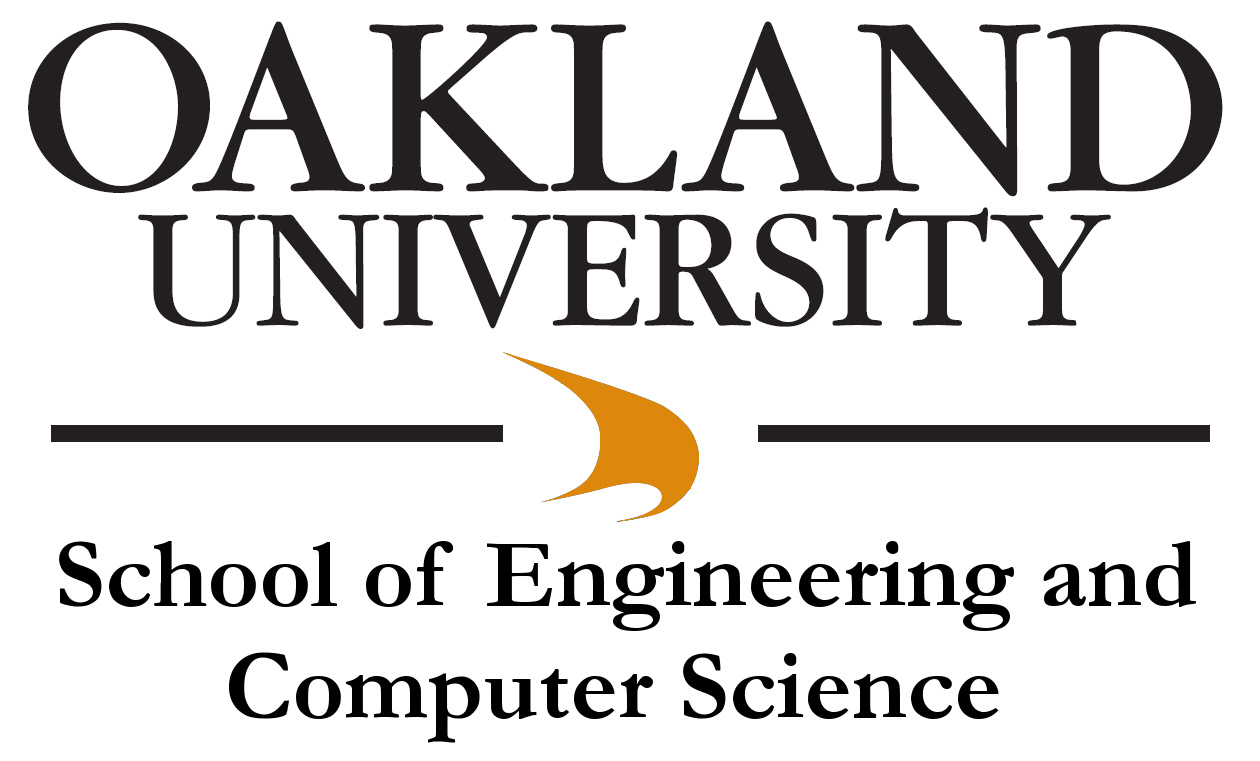 OAKLAND
UNIVERSITY
School of Engineering and
Computer Science